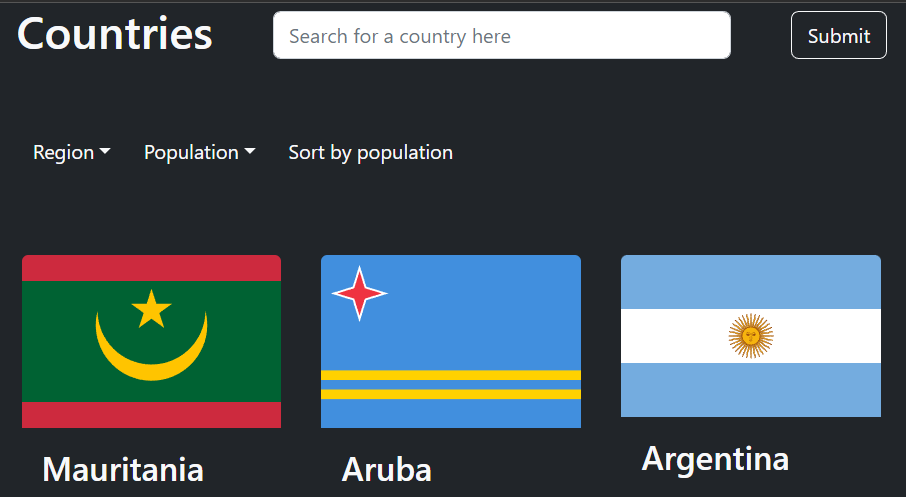 Countries
Search for a country here
Submit
Region
Population
Sort by population
Mauritania
Aruba
Argentina